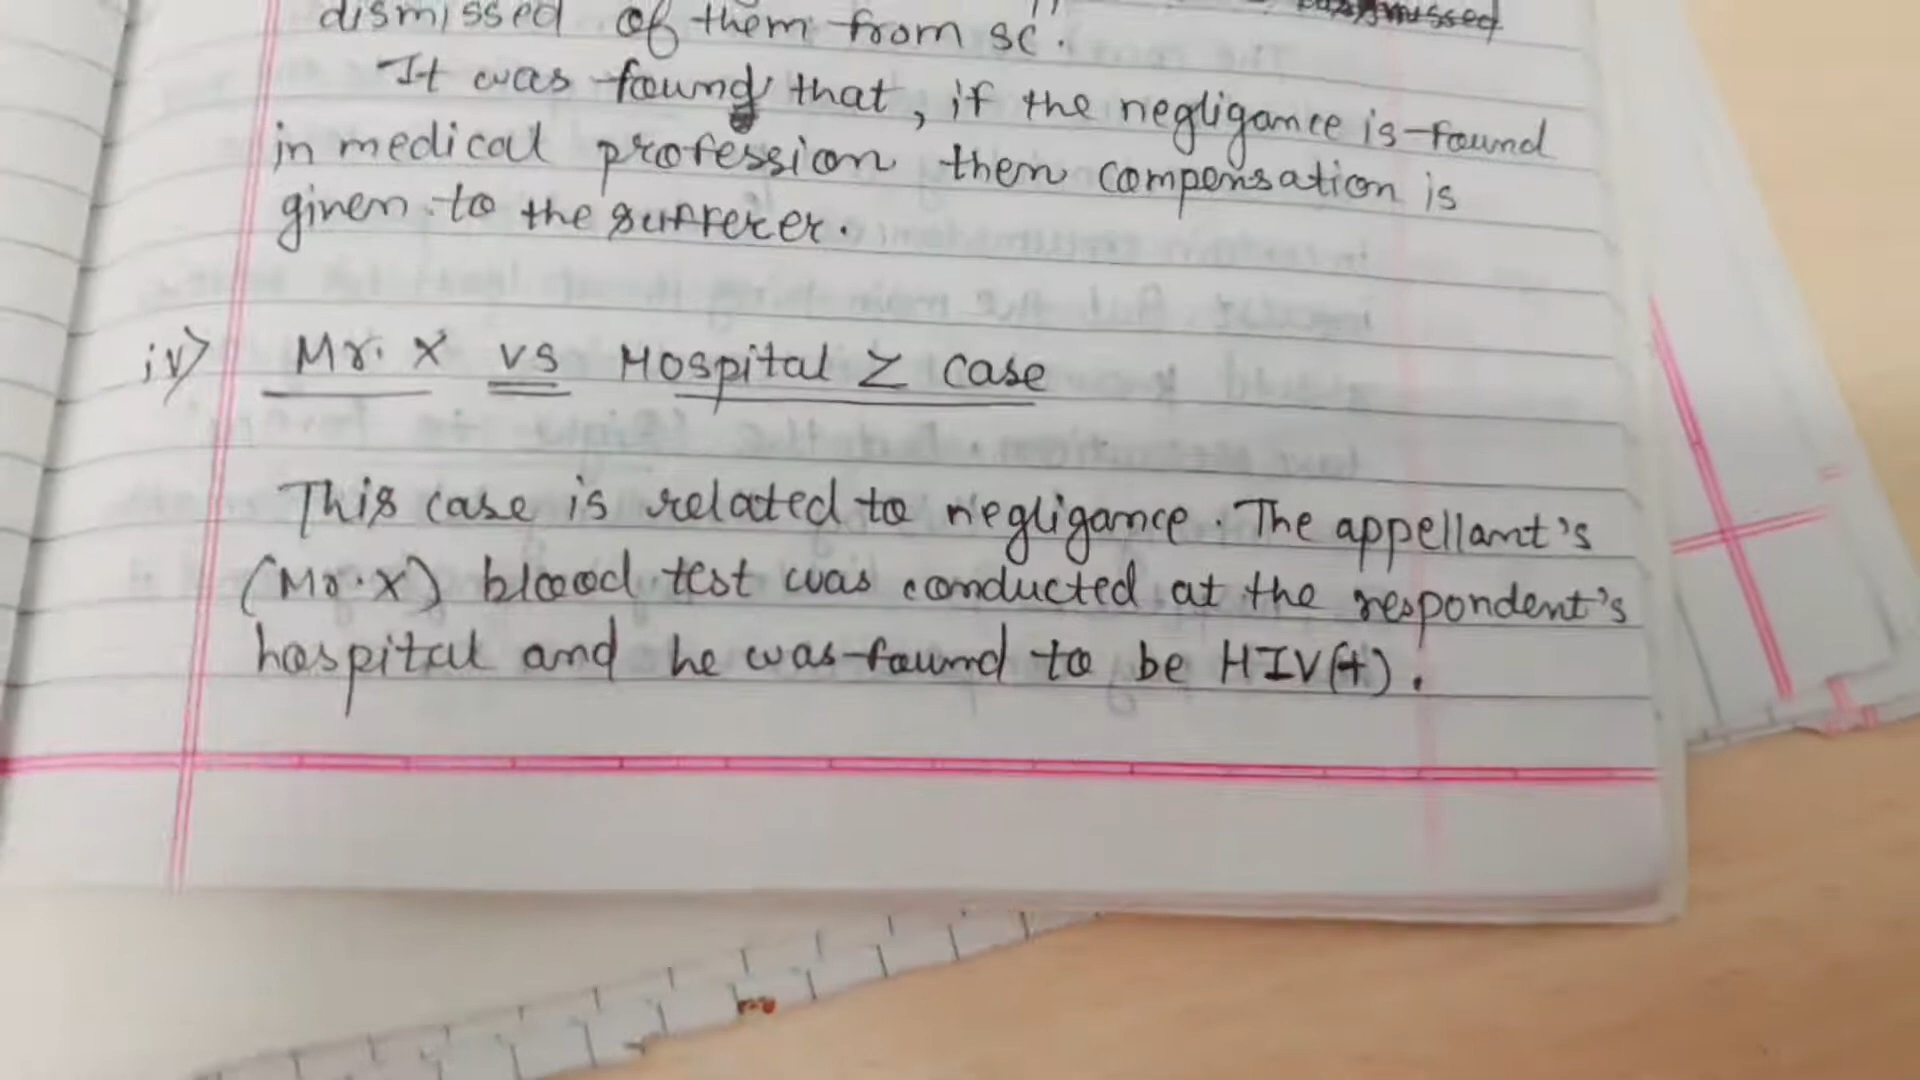 dismissed of them from SC".
It was found that, if the negligance is found
in medical profession then compensation is
given to the sufferer.
iv) Mr. X vs Hospital Z case
This case is related to negligance. The appellant's
(Mr. X) blood test was conducted at the respondent's
hospital and he was found to be HIV(+).